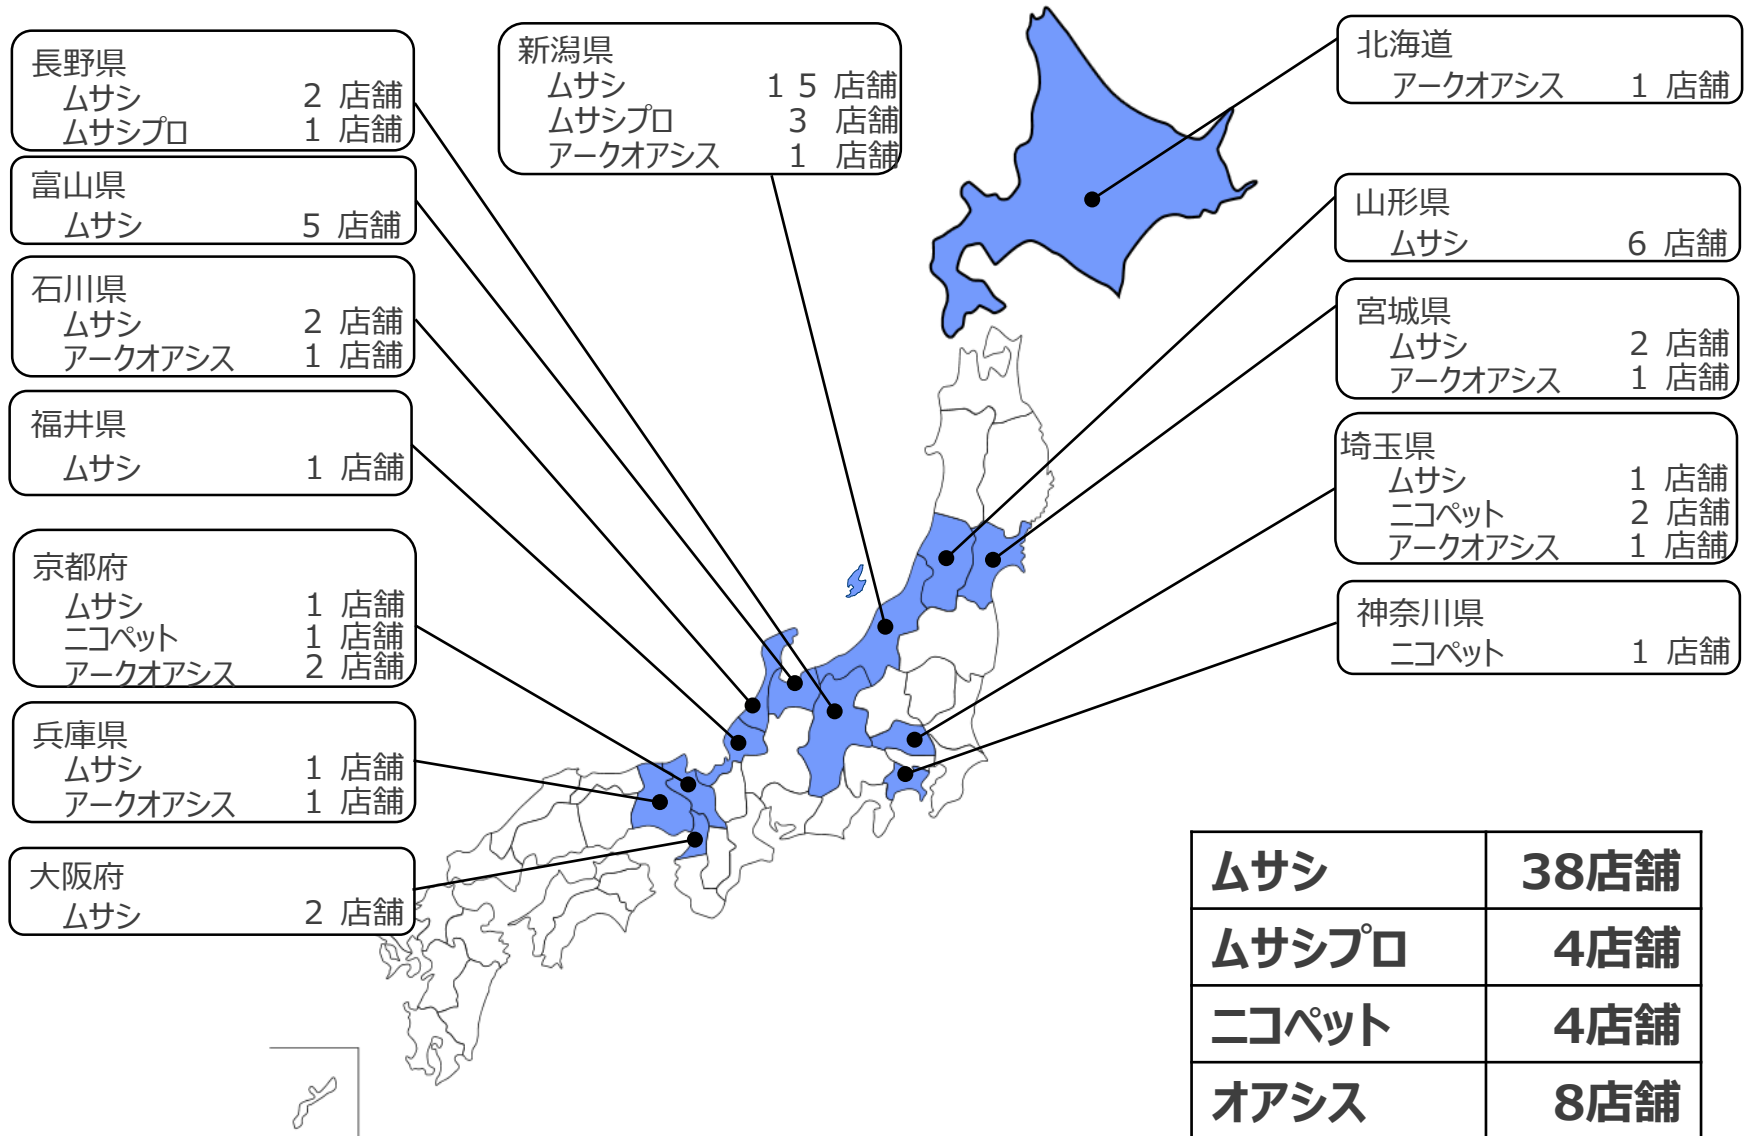 長野県
ムサシ 2 店舗
ムサシプロ 1 店舗
富山県
ムサシ 5 店舗
石川県
ムサシ 2 店舗
アークオアシス 1 店舗
福井県
ムサシ 1 店舗
京都府
ムサシ 1 店舗
ニコペット 1 店舗
アークオアシス 2 店舗
兵庫県
ムサシ 1 店舗
アークオアシス 1 店舗
大阪府
ムサシ 2 店舗
新潟県
ムサシ 15 店舗
ムサシプロ 3 店舗
アークオアシス 1 店舗
北海道
アークオアシス 1 店舗
山形県
ムサシ 6 店舗
宮城県
ムサシ 2 店舗
アークオアシス 1 店舗
埼玉県
ムサシ 1 店舗
ニコペット 2 店舗
アークオアシス 1 店舗
神奈川県
ニコペット 1 店舗
ムサシ 38店舗
ムサシプロ 4店舗
ニコペット 4店舗
オアシス 8店舗